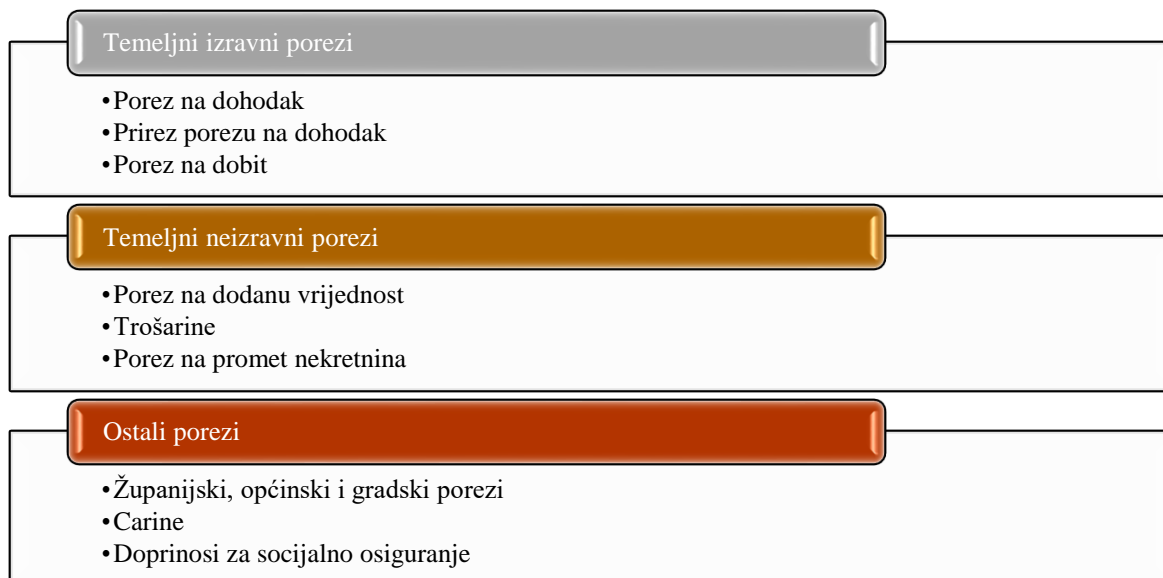 Temeljni izravni porezi
•Porez na dohodak
•Prirez porezu na dohodak
•Porez na dobit
Temeljni neizravni porezi
•Porez na dodanu vrijednost
•Trošarine
•Porez na promet nekretnina
Ostali porezi
•Županijski, općinski i gradski porezi
•Carine
•Doprinosi za socijalno osiguranje